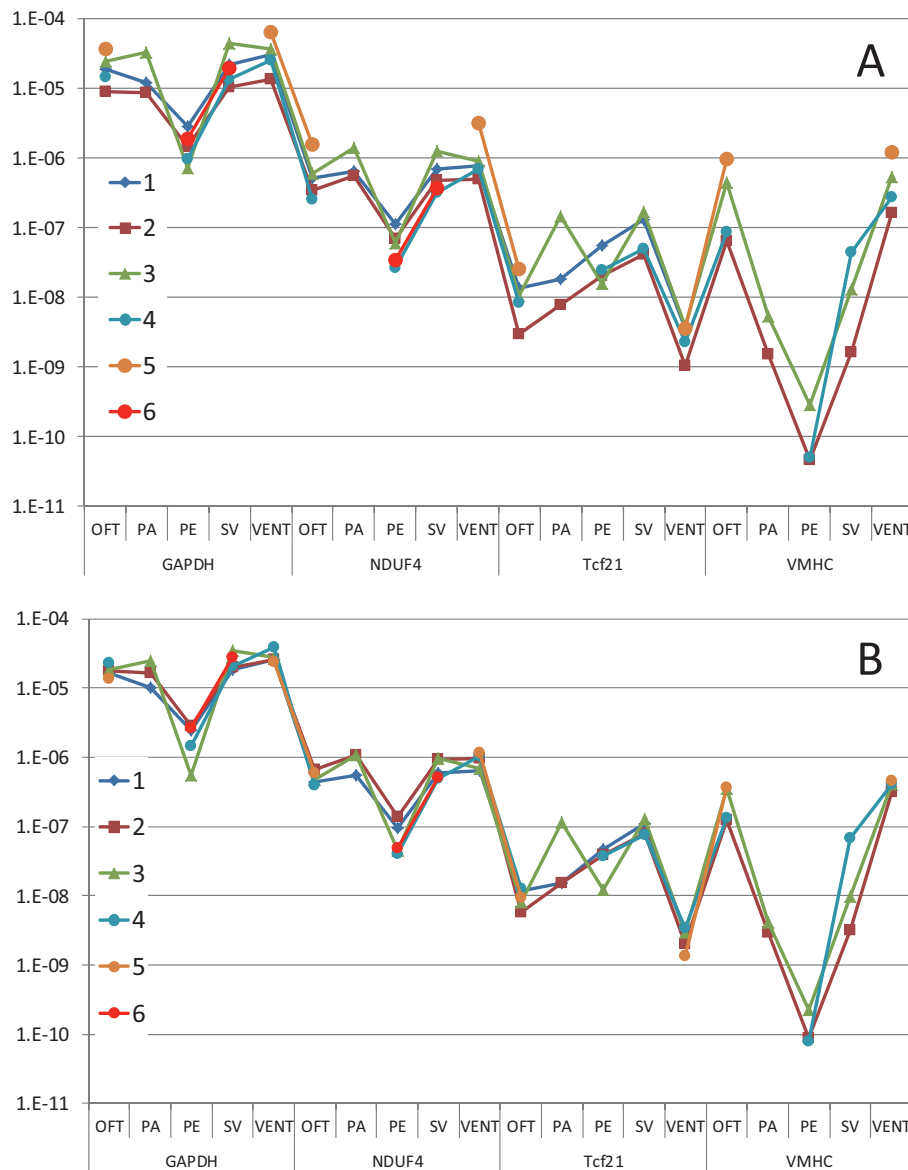 1.E-04
A
1.E-05
1.E-06
1
1.E-07
2
3
1.E-08
4
1.E-09
5
6
1.E-10
1.E-11
OFT PA PE SV VENT OFT PA PE SV VENT OFT PA PE SV VENT OFT PA PE SV VENT
GAPDH NDUF4 Tcf21 VMHC
1.E-04
B
1.E-05
1.E-06
1
1.E-07
2
3
1.E-08
4
1.E-09
5
6
1.E-10
1.E-11
OFT PA PE SV VENT OFT PA PE SV VENT OFT PA PE SV VENT OFT PA PE SV VENT
GAPDH NDUF4 Tcf21 VMHC